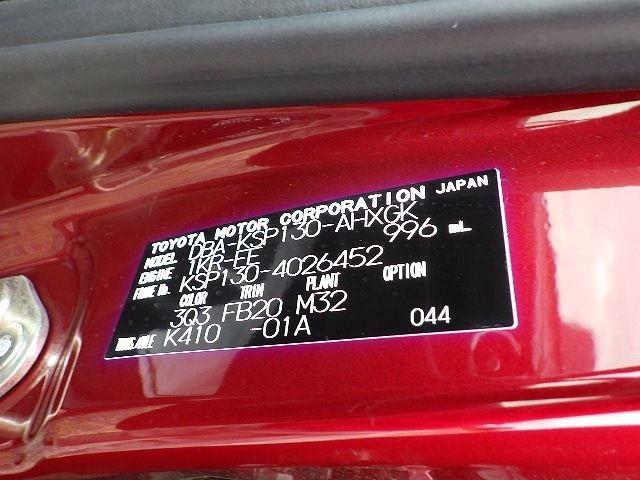 TOYOTA MOTOR CORPORATION JAPAN
MODEL DBA-KSP130-AHXGK
ENGINE 1KR-FE 996 mL
FRAME No. KSP130-4026452
COLOR TRIM PLANT OPTION
3Q3 FB20 M32
TRANS.AXLE K410 -01A 044